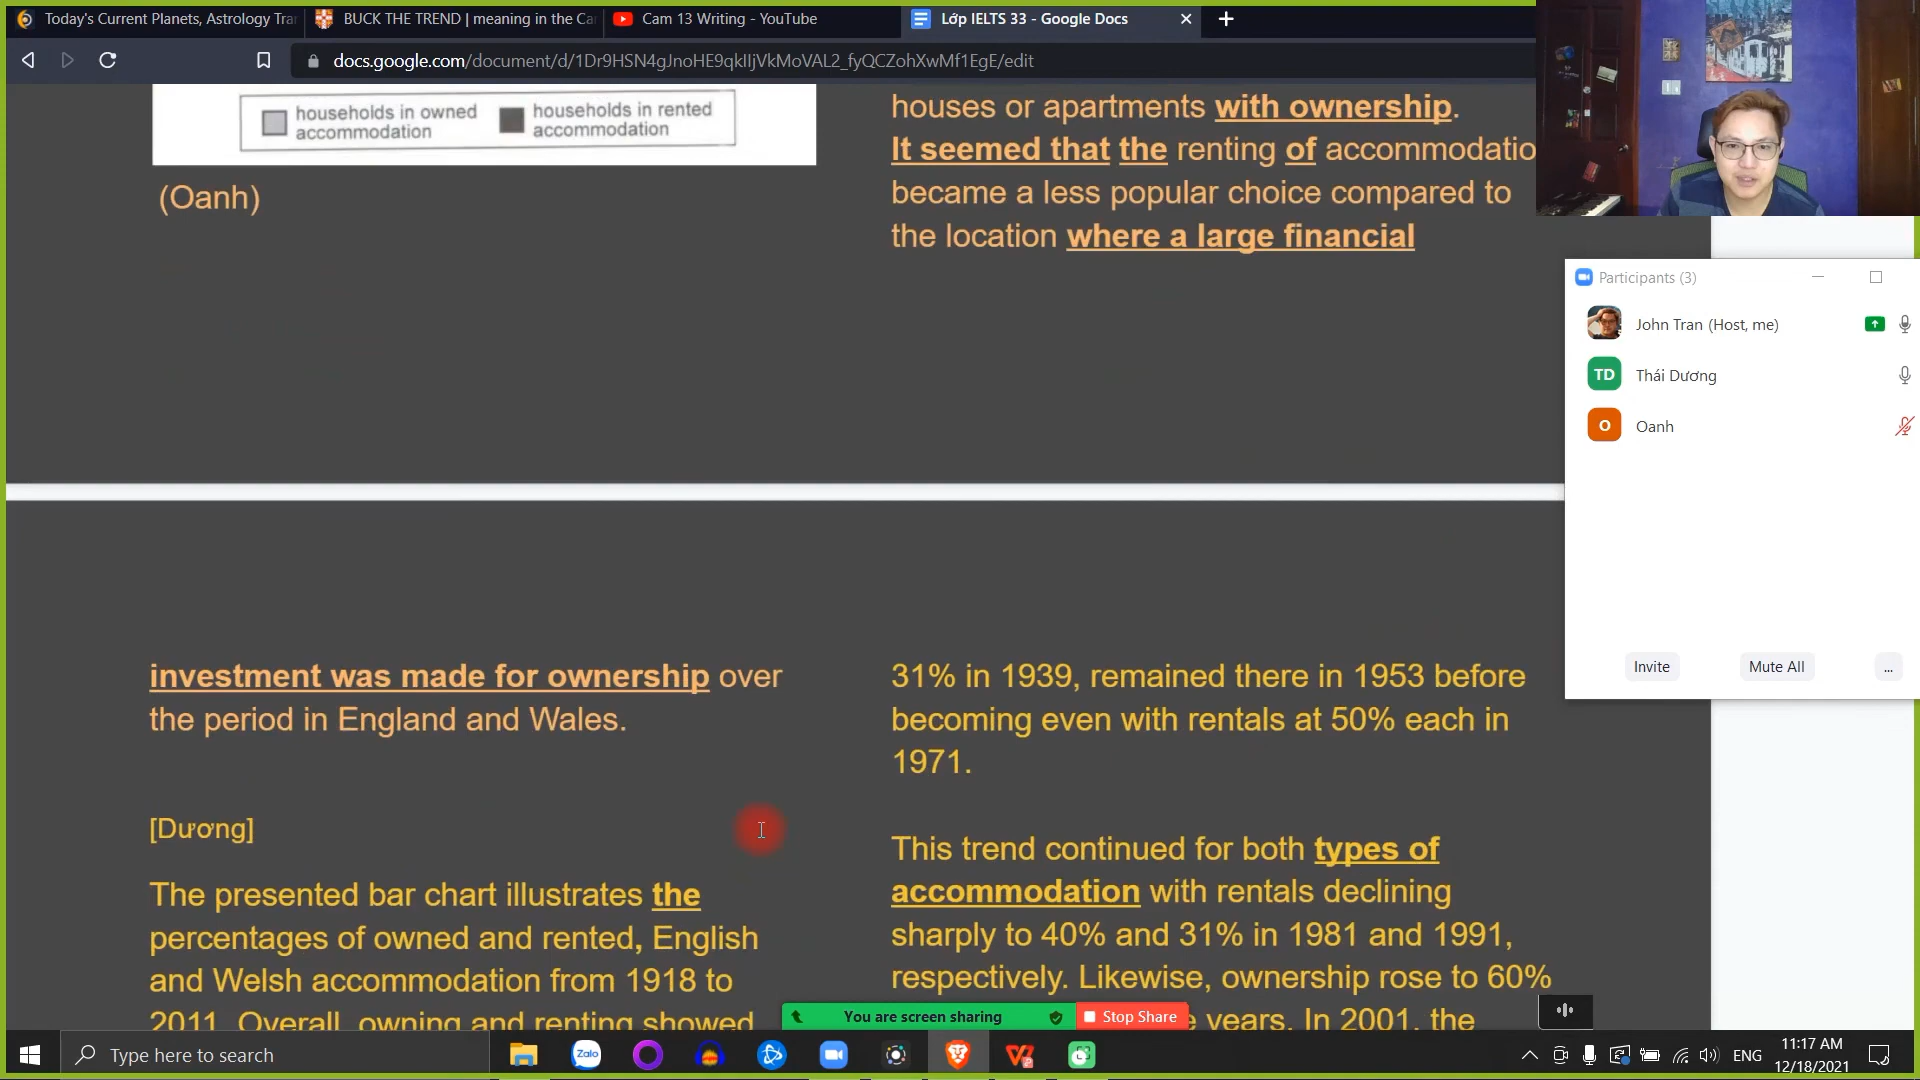 Today's Current Planets, Astrology Tra
BUCK THE TREND | meaning in the Ca
Cam 13 Writing - YouTube
Lớp IELTS 33 - Google Docs
docs.google.com/document/d/1Dr9HSN4gJnoHE9qkIIjVkMoVAL2_fyQCZohXwMf1EgE/edit
households in owned
accommodation
households in rented
accommodation
(Oanh)
houses or apartments with ownership.
It seemed that the renting of accommodatio
became a less popular choice compared to
the location where a large financial
investment was made for ownership over
the period in England and Wales.
[Dương]
The presented bar chart illustrates the
percentages of owned and rented, English
and Welsh accommodation from 1918 to
2011. Overall, owning and renting showed
31% in 1939, remained there in 1953 before
becoming even with rentals at 50% each in
1971.
This trend continued for both types of
accommodation with rentals declining
sharply to 40% and 31% in 1981 and 1991,
respectively. Likewise, ownership rose to 60%
e years. In 2001, the
Participants (3)
John Tran (Host, me)
TD
Thái Dương
O
Oanh
Invite
Mute All
...
You are screen sharing
Stop Share
Type here to search
Zalo
ENG
11:17 AM
12/18/2021